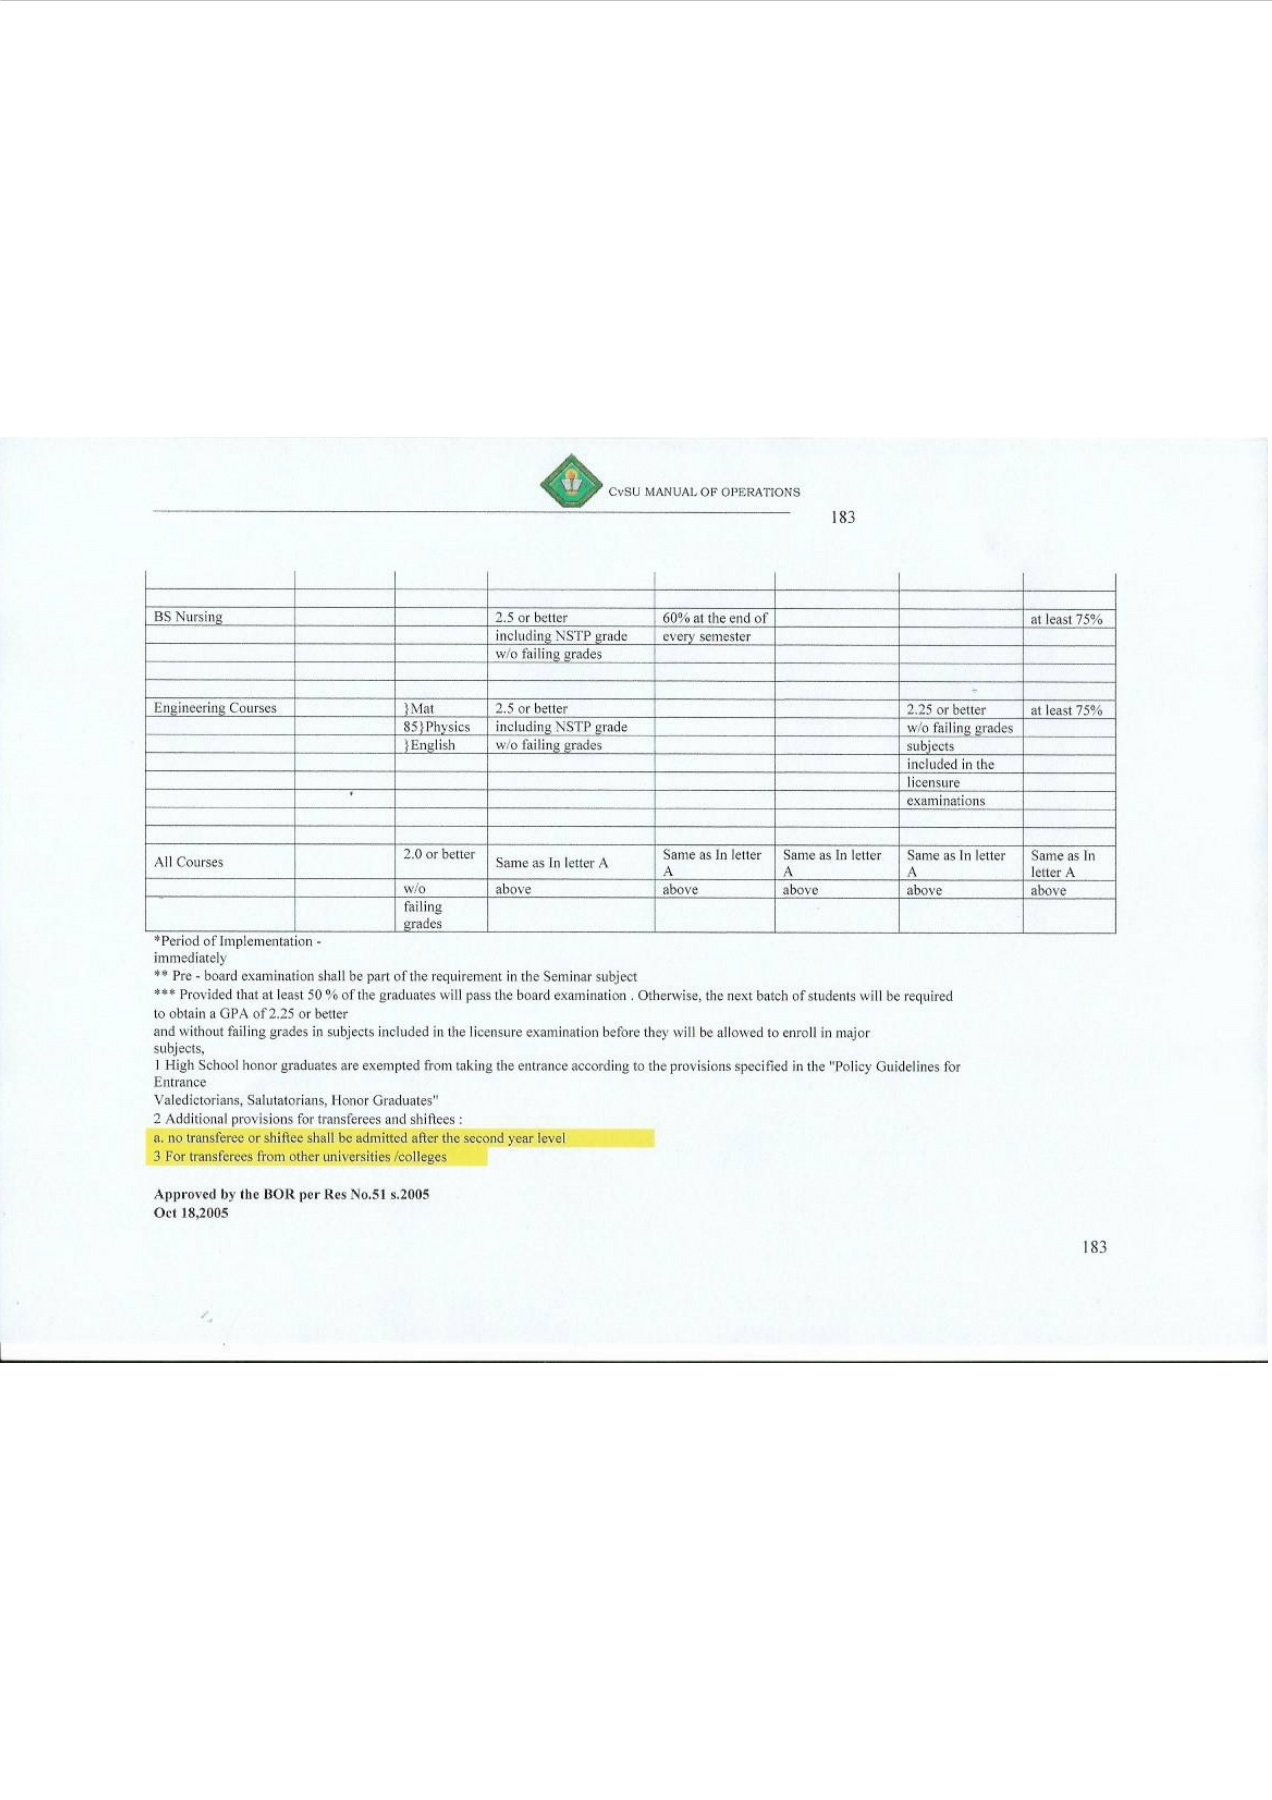 CvSU MANUAL OF OPERATIONS
183
BS Nursing 2.5 or better 60% at the end of at least 75%
including NSTP grade every semester
w/o failing grades
Engineering Courses }Mat 2.5 or better 2.25 or better at least 75%
85}Physics including NSTP grade w/o failing grades
}English w/o failing grades subjects
included in the
licensure
examinations
All Courses 2.0 or better Same as In letter A Same as In letter A Same as In letter A Same as In letter A Same as In letter A
w/o above above above above above
failing
grades
*Period of Implementation -
immediately
** Pre - board examination shall be part of the requirement in the Seminar subject
*** Provided that at least 50 % of the graduates will pass the board examination . Otherwise, the next batch of students will be required
to obtain a GPA of 2.25 or better
and without failing grades in subjects included in the licensure examination before they will be allowed to enroll in major
subjects,
1 High School honor graduates are exempted from taking the entrance according to the provisions specified in the "Policy Guidelines for
Entrance
Valedictorians, Salutatorians, Honor Graduates"
2 Additional provisions for transferees and shiftees :
a. no transferee or shiftee shall be admitted after the second year level
3 For transferees from other universities /colleges
Approved by the BOR per Res No.51 s.2005
Oct 18,2005
183